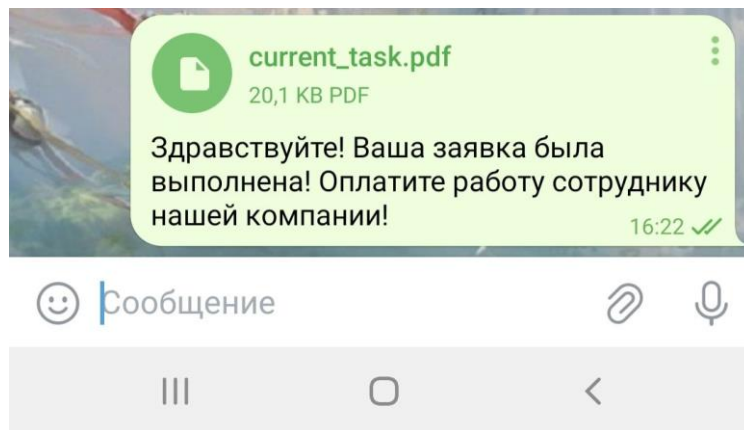 current_task.pdf
20,1 KB PDF
Здравствуйте! Ваша заявка была
выполнена! Оплатите работу сотруднику
нашей компании!
16:22
Сообщение